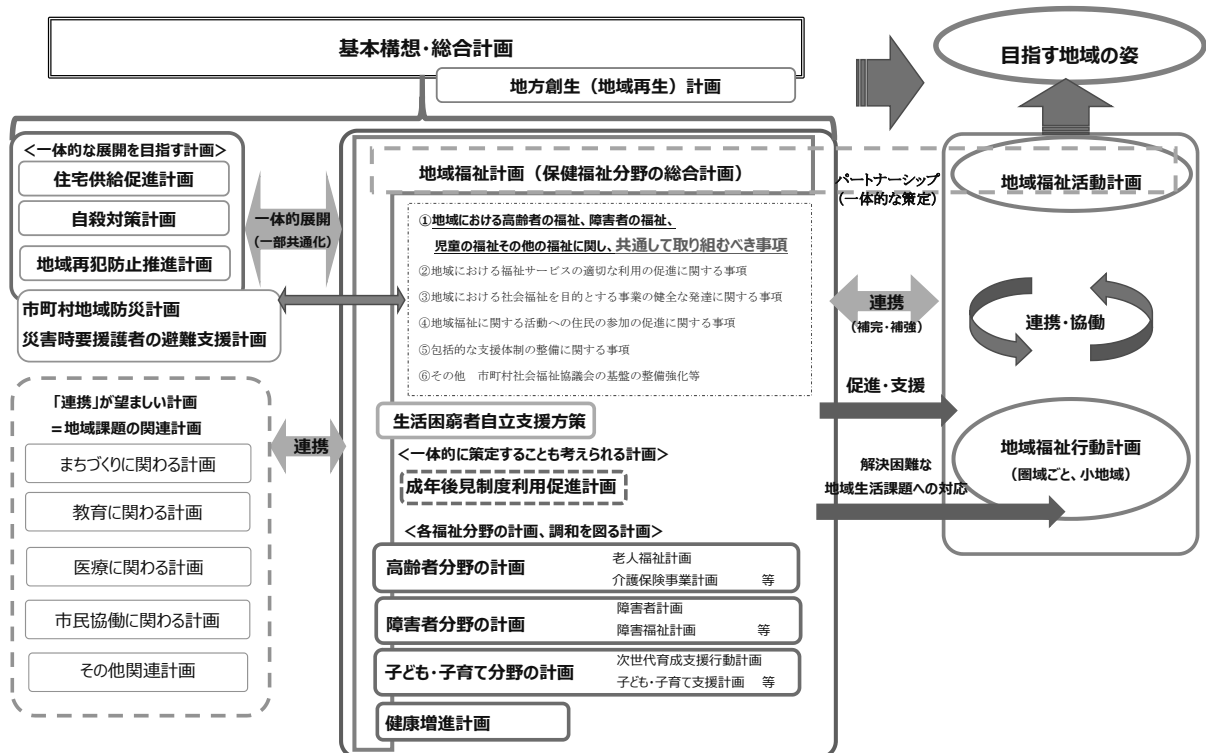 基本構想・総合計画
地方創生（地域再生）計画
目指す地域の姿
＜一体的な展開を目指す計画＞
住宅供給促進計画
自殺対策計画
地域再犯防止推進計画
市町村地域防災計画
災害時要援護者の避難支援計画
一体的展開
（一部共通化）
「連携」が望ましい計画
＝地域課題の関連計画
まちづくりに関わる計画
教育に関わる計画
医療に関わる計画
市民協働に関わる計画
その他関連計画
連携
地域福祉計画（保健福祉分野の総合計画）
①地域における高齢者の福祉、障害者の福祉、
児童の福祉その他の福祉に関し、共通して取り組むべき事項
②地域における福祉サービスの適切な利用の促進に関する事項
③地域における社会福祉を目的とする事業の健全な発達に関する事項
④地域福祉に関する活動への住民の参加の促進に関する事項
⑤包括的な支援体制の整備に関する事項
⑥その他　市町村社会福祉協議会の基盤の整備強化等
生活困窮者自立支援方策
＜一体的に策定することも考えられる計画＞
成年後見制度利用促進計画
＜各福祉分野の計画、調和を図る計画＞
高齢者分野の計画
老人福祉計画
介護保険事業計画　等
障害者分野の計画
障害者計画
障害福祉計画　等
子ども・子育て分野の計画
次世代育成支援行動計画
子ども・子育て支援計画　等
健康増進計画
パートナーシップ
（一体的な策定）
連携
（補完・補強）
促進・支援
解決困難な
地域生活課題への対応
地域福祉活動計画
連携・協働
地域福祉行動計画
（圏域ごと、小地域）